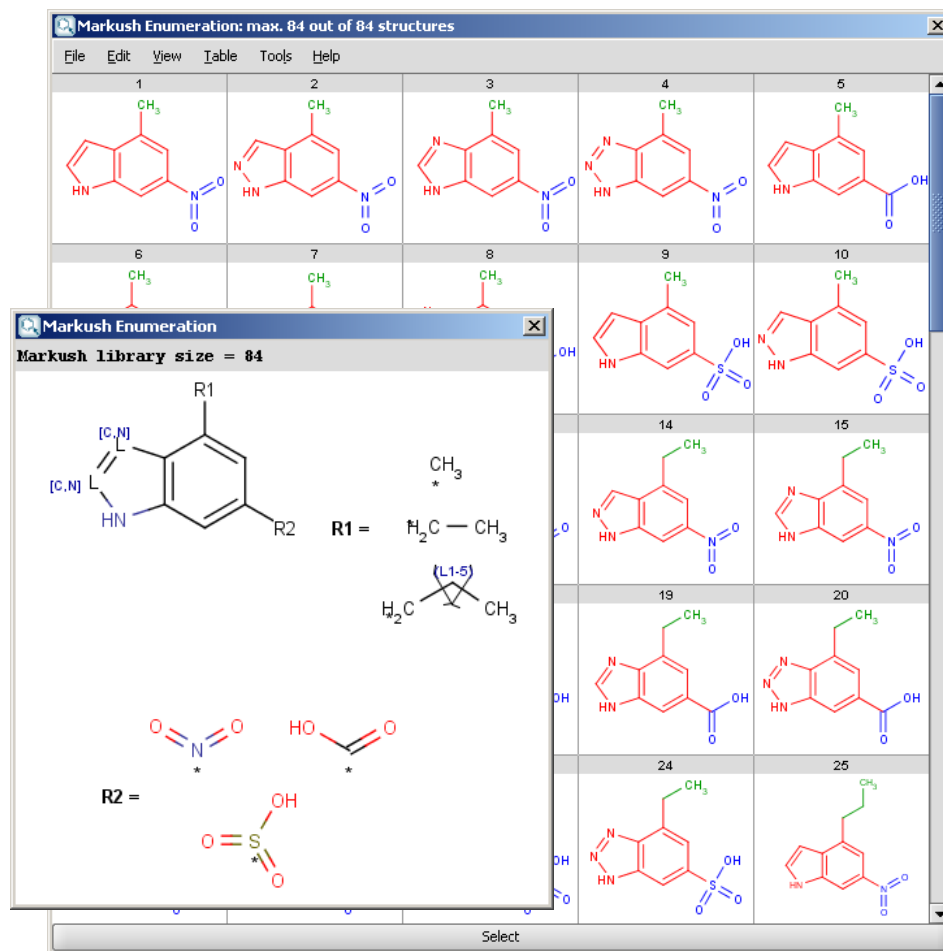 Markush Enumeration: max. 84 out of 84 structures
File Edit View Table Tools Help
1 2 3 4 5
CH3 CH3 CH3 CH3 CH3
N N
N O N N O N N O N O
HN HN HN HN HN OH
N N N N O
O O O O
6 7 8 9 10
CH3 CH3 CH3 CH3 CH3
OH N OH OH
HN S O HN S O
O O
Markush Enumeration
Markush library size = 84
R1
[C,N]
L
[C,N] L
HN
R2
R1 =
CH3
*
*
H2C — CH3
(L1-5)
H2C CH3
*
O O
N
*
HO O
*
R2 =
OH
O S
*
O
14 15
CH3 CH3
N N O N O
HN HN
N N
O O
19 20
CH3 CH3
N N
N
HN OH HN OH
O O
24 25
CH3 CH3
N
N
HN OH HN O
S O N
O O
Select